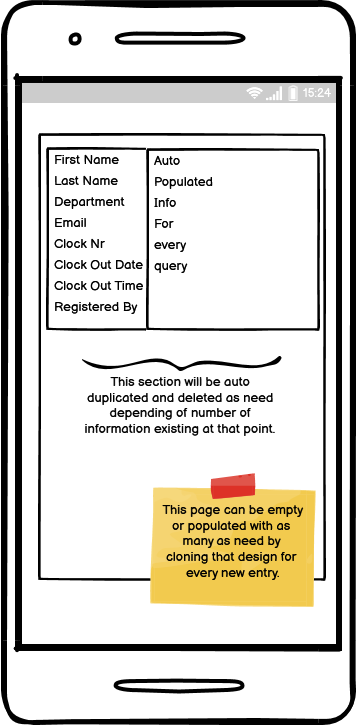 15:24
First Name Auto
Last Name Populated
Department Info
Email For
Clock Nr every
Clock Out Date query
Clock Out Time
Registered By
This section will be auto
duplicated and deleted as need
depending of number of
information existing at that point.
This page can be empty
or populated with as
many as need by
cloning that design for
every new entry.